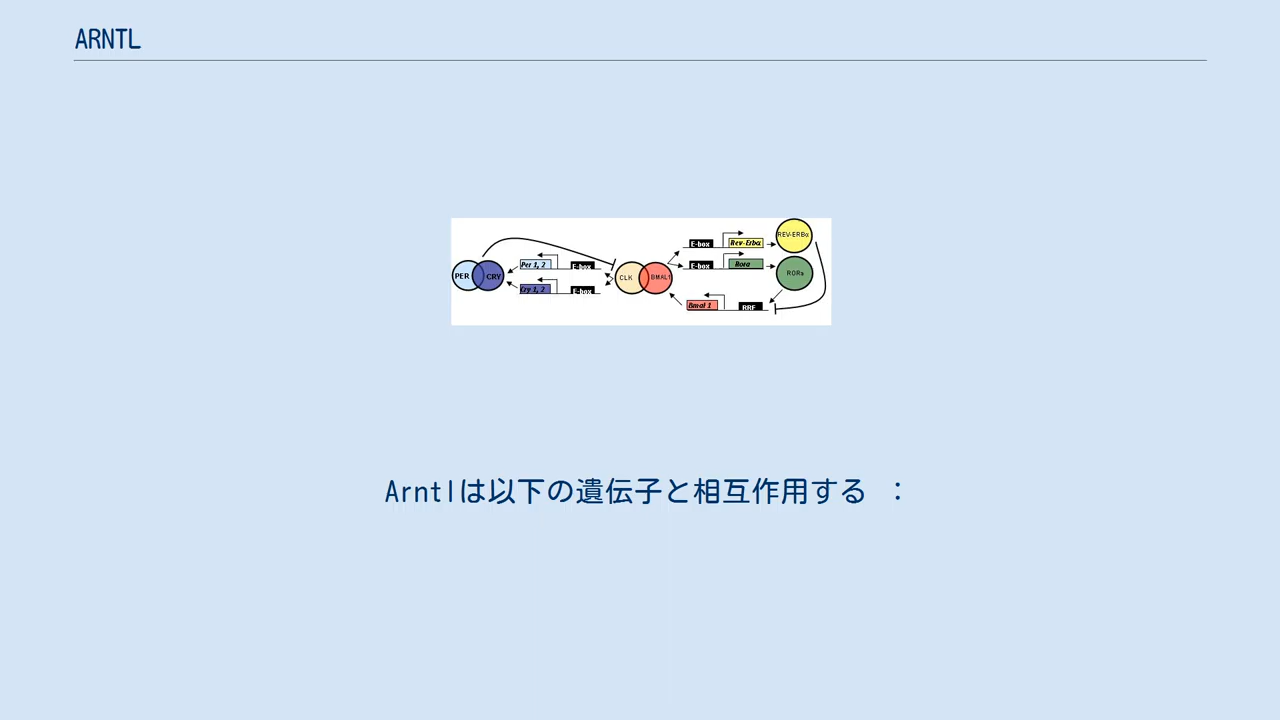 ARNTL
REV-ERBα
E-box
Rev-Erbα
Per 1, 2
E-box
E-box
Rora
PER
CRY
CLK
BMAL1
RORs
Cry 1, 2
E-box
Bmal 1
RRE
Arntlは以下の遺伝子と相互作用する :